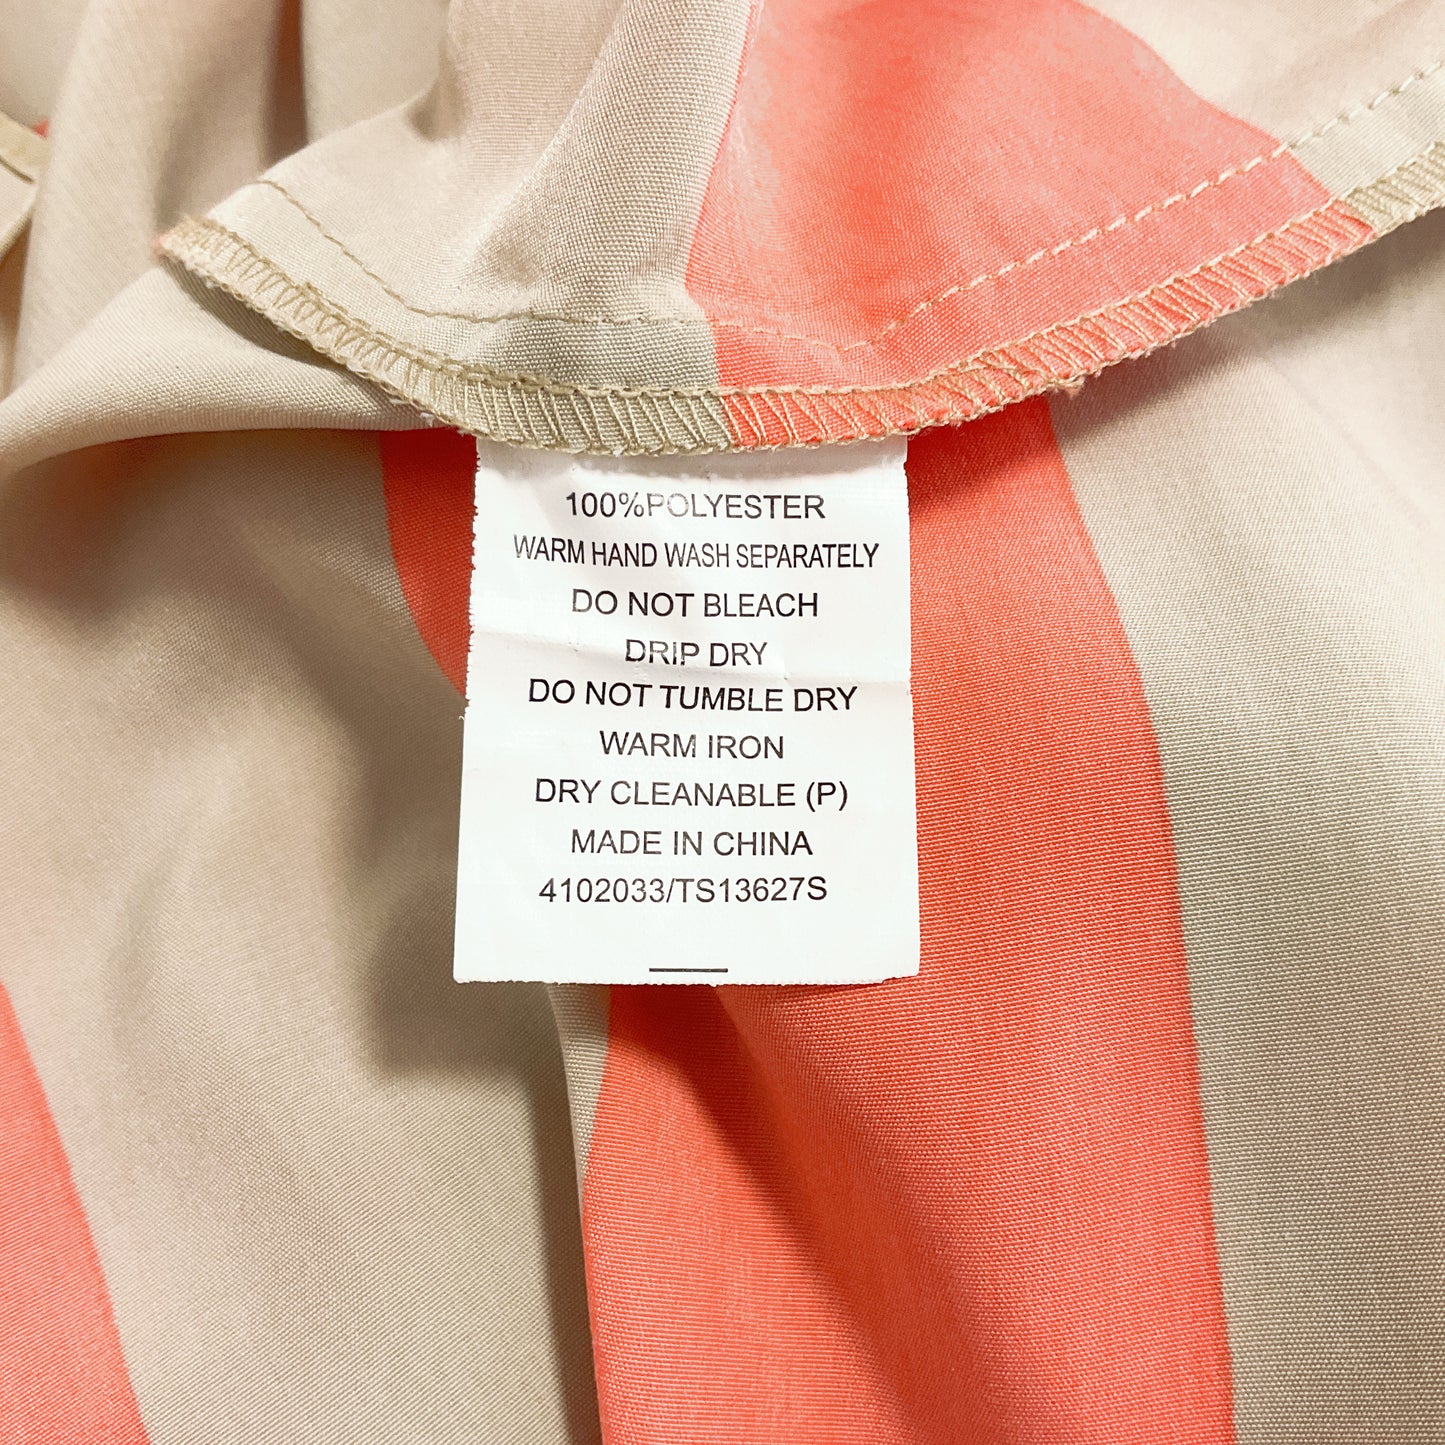 100%POLYESTER
WARM HAND WASH SEPARATELY
DO NOT BLEACH
DRIP DRY
DO NOT TUMBLE DRY
WARM IRON
DRY CLEANABLE (P)
MADE IN CHINA
4102033/TS13627S